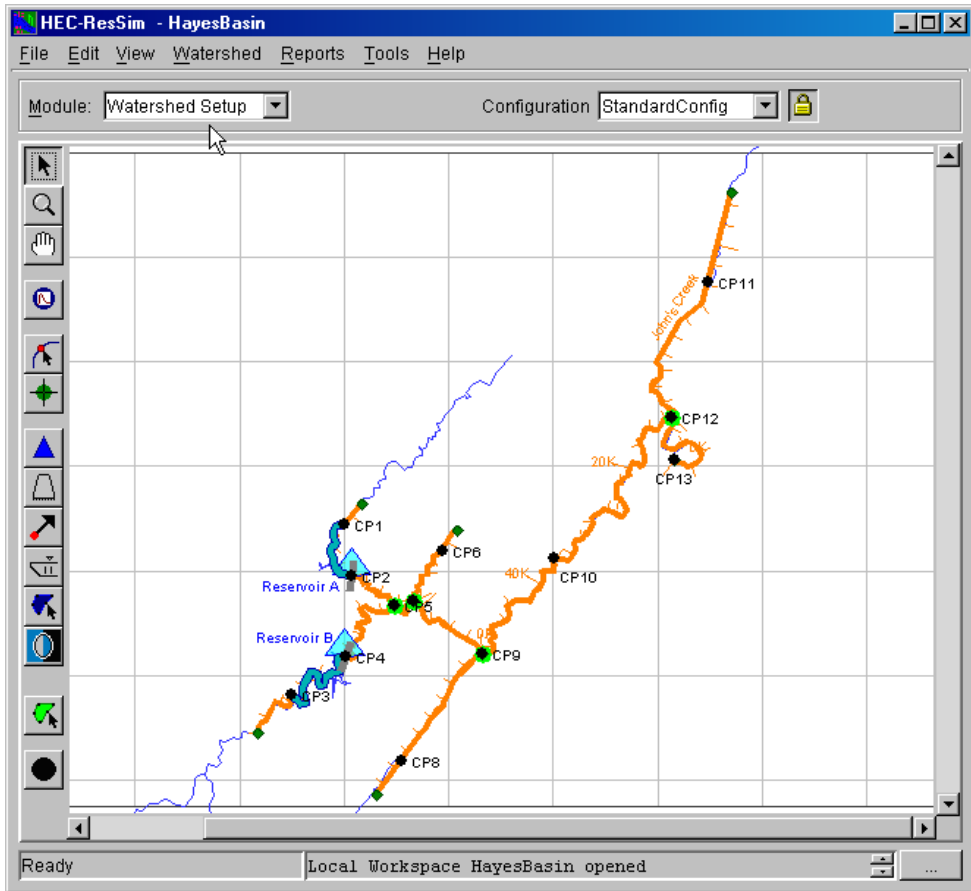 HEC-ResSim - HayesBasin
File Edit View Watershed Reports Tools Help
Module: Watershed Setup Configuration StandardConfig
CP11
John's Creek
CP12
20K
CP13
CP1
CP6
CP2
40K
CP10
Reservoir A
CP5
Reservoir B
CP4
CP9
CP3
CP8
Ready Local Workspace HayesBasin opened ...